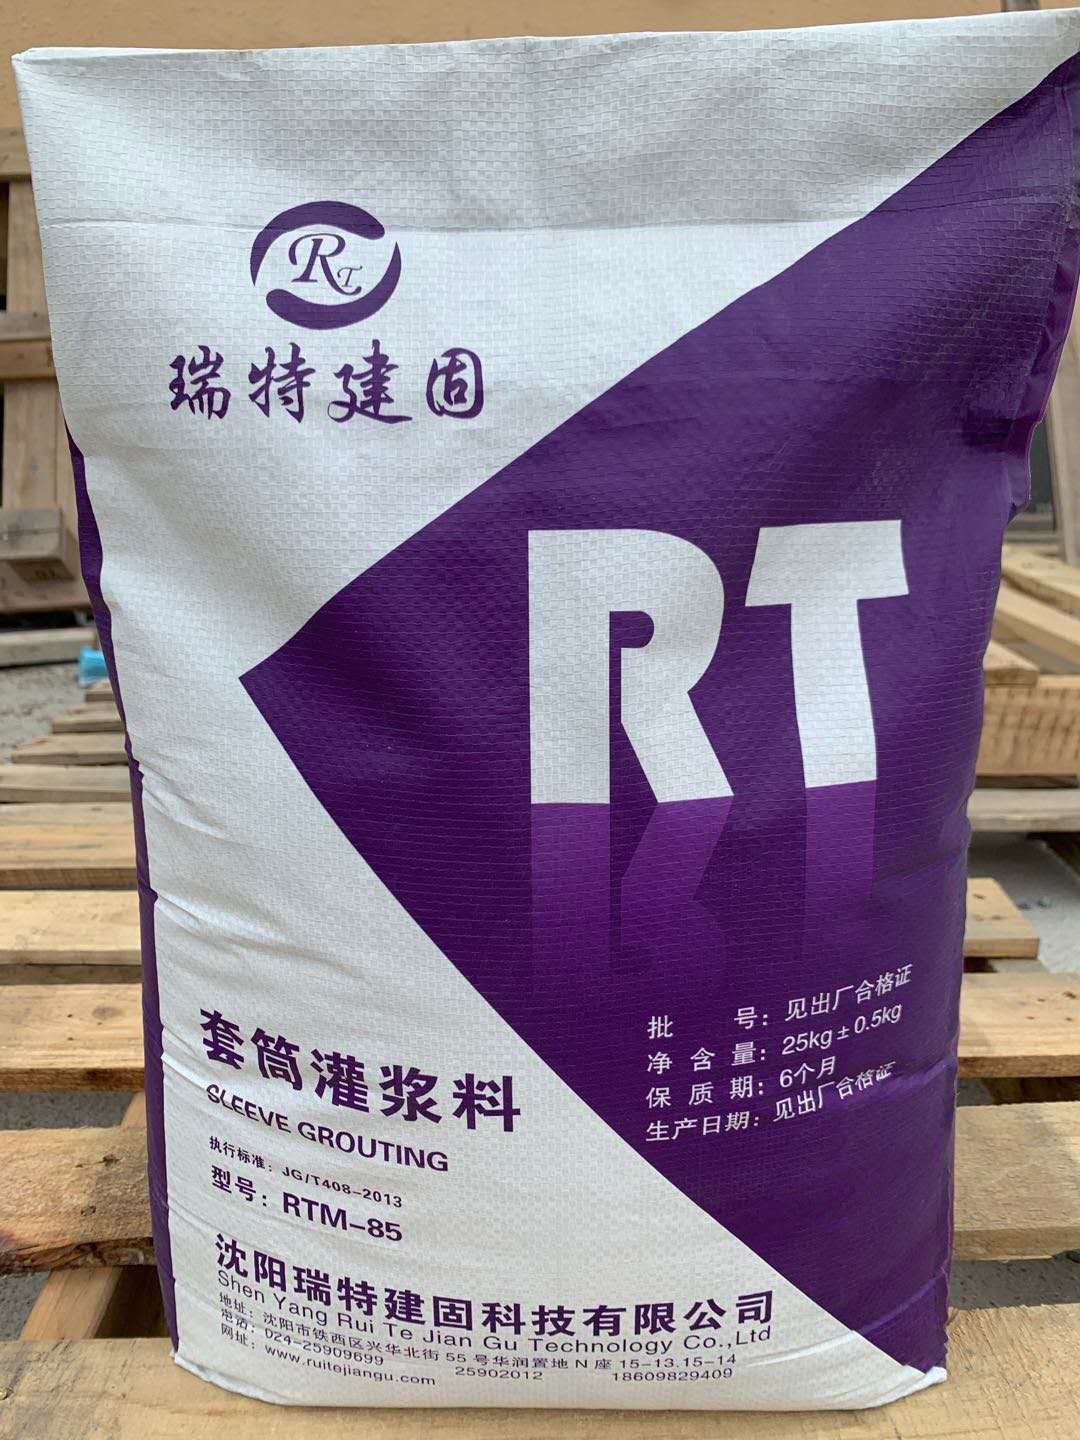 RT
瑞特建固
RT
批 号：见出厂合格证
净含量：25kg±0.5kg
保质期：6个月
生产日期：见出厂合格证
套筒灌浆料
SLEEVE GROUTING
执行标准：JG/T408-2013
型号：RTM-85
沈阳瑞特建固科技有限公司
Shen Yang Rui Te Jian Gu Technology Co.,Ltd
地址：沈阳市铁西区兴华北街55号华润置地N座15-13.15-14
电话：024-25909699 25902012 18609829409
网址：www.ruitejiangu.com